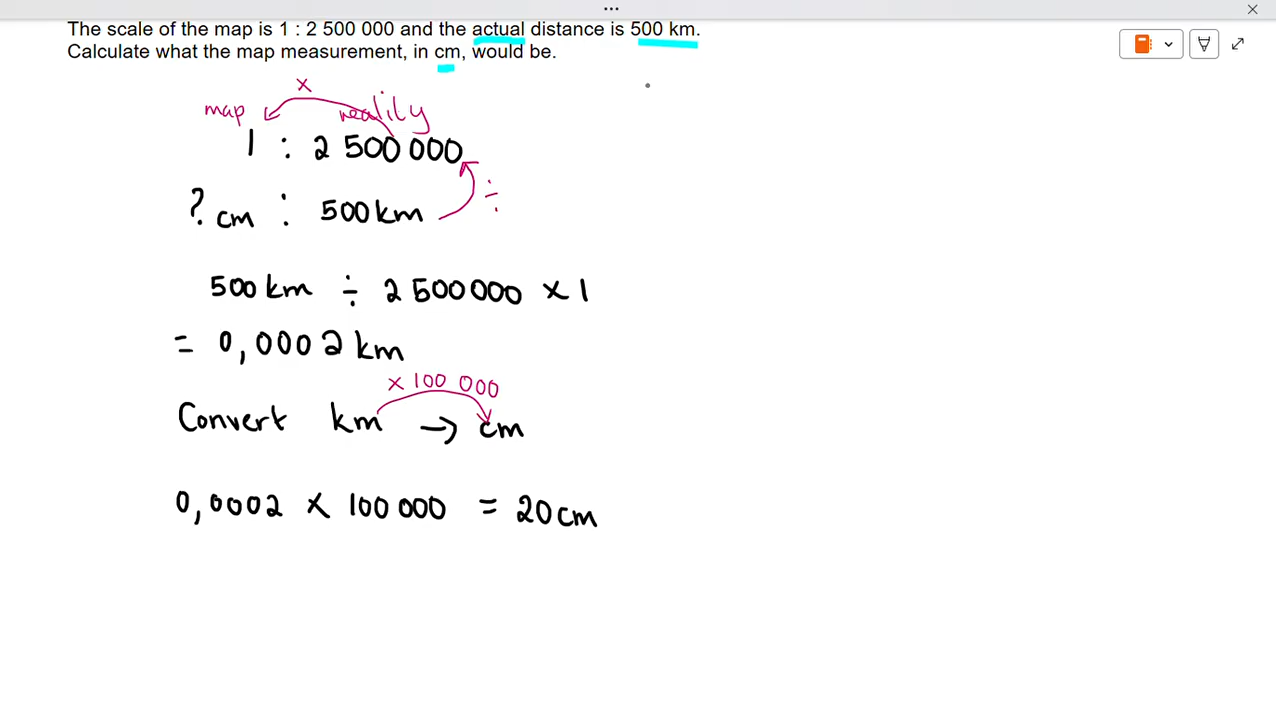 The scale of the map is 1 : 2 500 000 and the actual distance is 500 km.
Calculate what the map measurement, in cm, would be.
×
map reality
1 : 2 500 000
÷
? cm : 500 km
500 km ÷ 2 500 000 × 1
= 0,0002 km
× 100 000
Convert km → cm
0,0002 × 100 000 = 20 cm